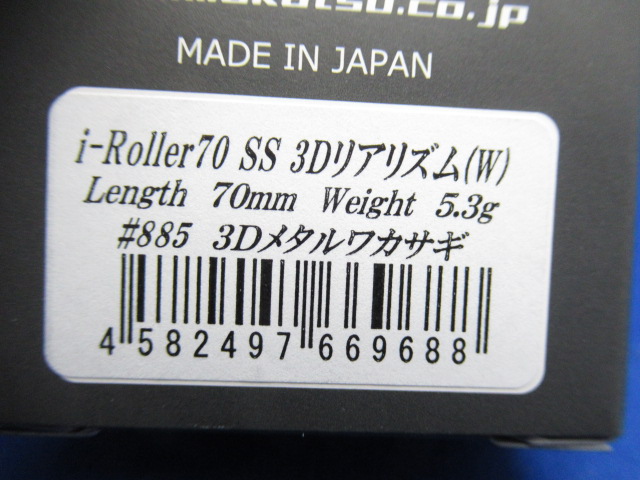 MADE IN JAPAN
i-Roller70 SS 3Dリアリズム(W)
Length 70mm Weight 5.3g
#885 3Dメタルワカサギ
4 582497 669688